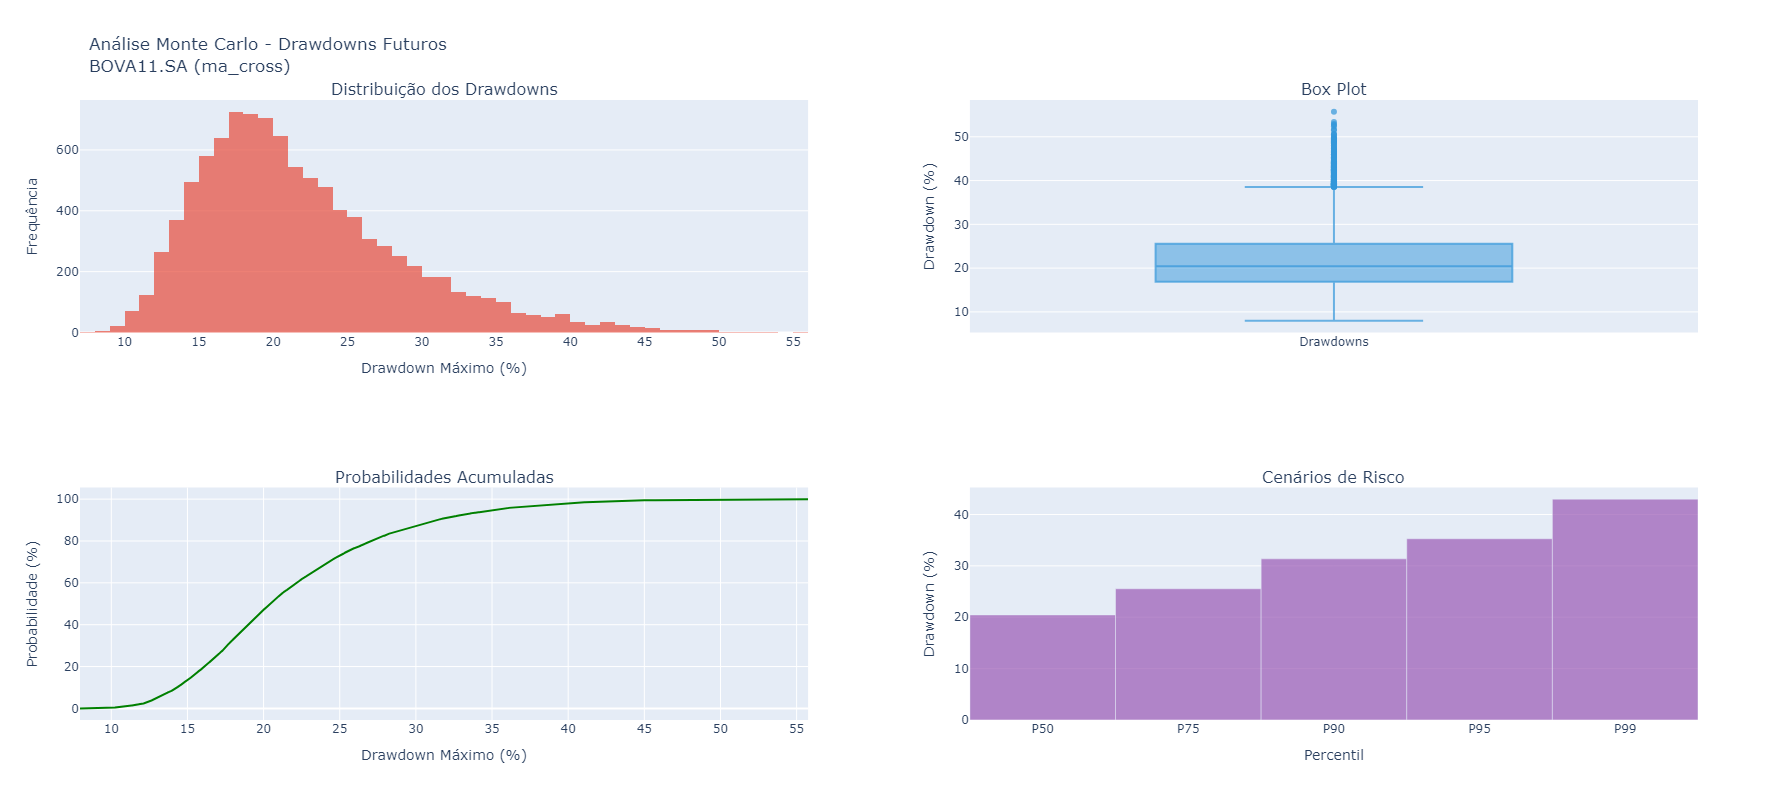 Análise Monte Carlo - Drawdowns Futuros
BOVA11.SA (ma_cross)
Distribuição dos Drawdowns
Frequência
600
400
200
0
10 15 20 25 30 35 40 45 50 55
Drawdown Máximo (%)
Box Plot
Drawdown (%)
50
40
30
20
10
Drawdowns
Probabilidades Acumuladas
Probabilidade (%)
100
80
60
40
20
0
10 15 20 25 30 35 40 45 50 55
Drawdown Máximo (%)
Cenários de Risco
Drawdown (%)
40
30
20
10
0
P50 P75 P90 P95 P99
Percentil